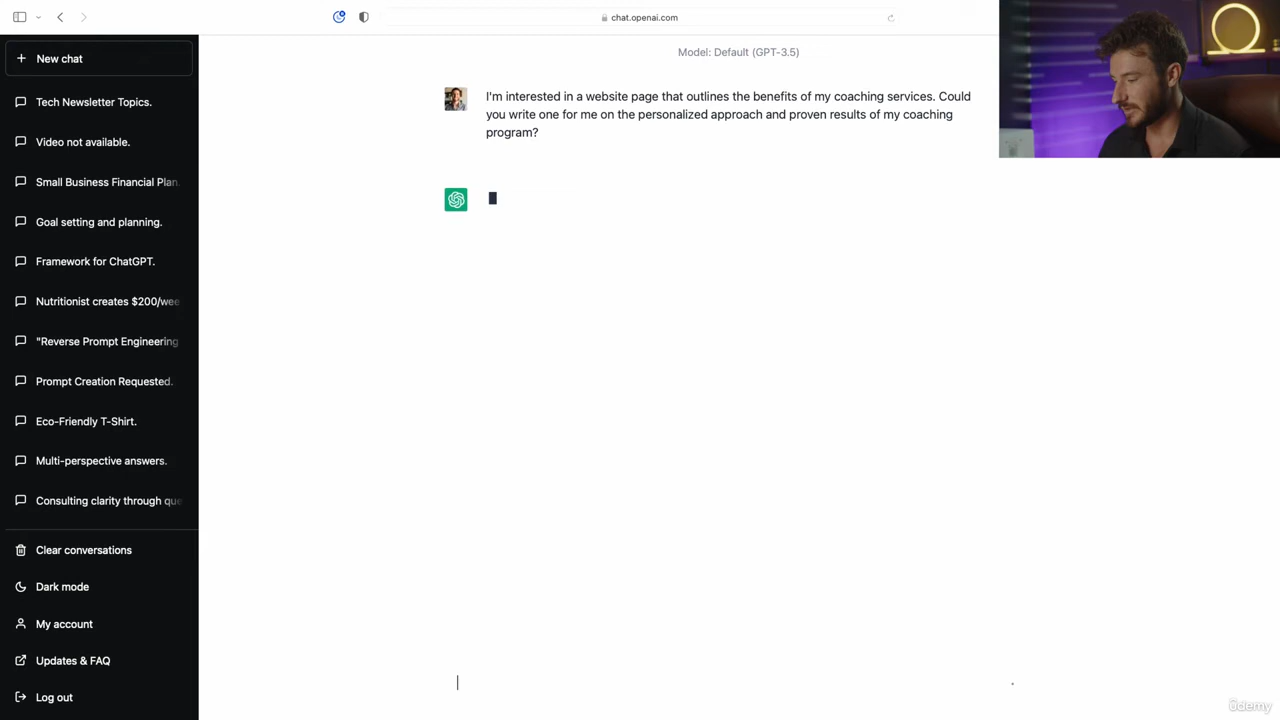 chat.openai.com
New chat
Tech Newsletter Topics.
Video not available.
Small Business Financial Plan.
Goal setting and planning.
Framework for ChatGPT.
Nutritionist creates $200/wee
"Reverse Prompt Engineering
Prompt Creation Requested.
Eco-Friendly T-Shirt.
Multi-perspective answers.
Consulting clarity through que
Clear conversations
Dark mode
My account
Updates & FAQ
Log out
Model: Default (GPT-3.5)
I'm interested in a website page that outlines the benefits of my coaching services. Could
you write one for me on the personalized approach and proven results of my coaching
program?
ûdemy